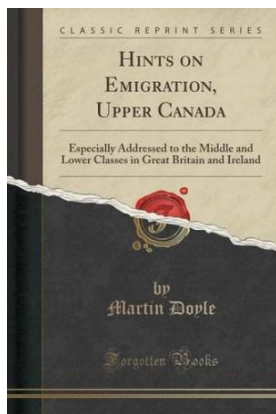 CLASSIC REPRINT SERIES
HINTS ON
EMIGRATION,
UPPER CANADA
Especially Addressed to the Middle and
Lower Classes in Great Britain and Ireland
by
Martin Doyle
Forgotten Books